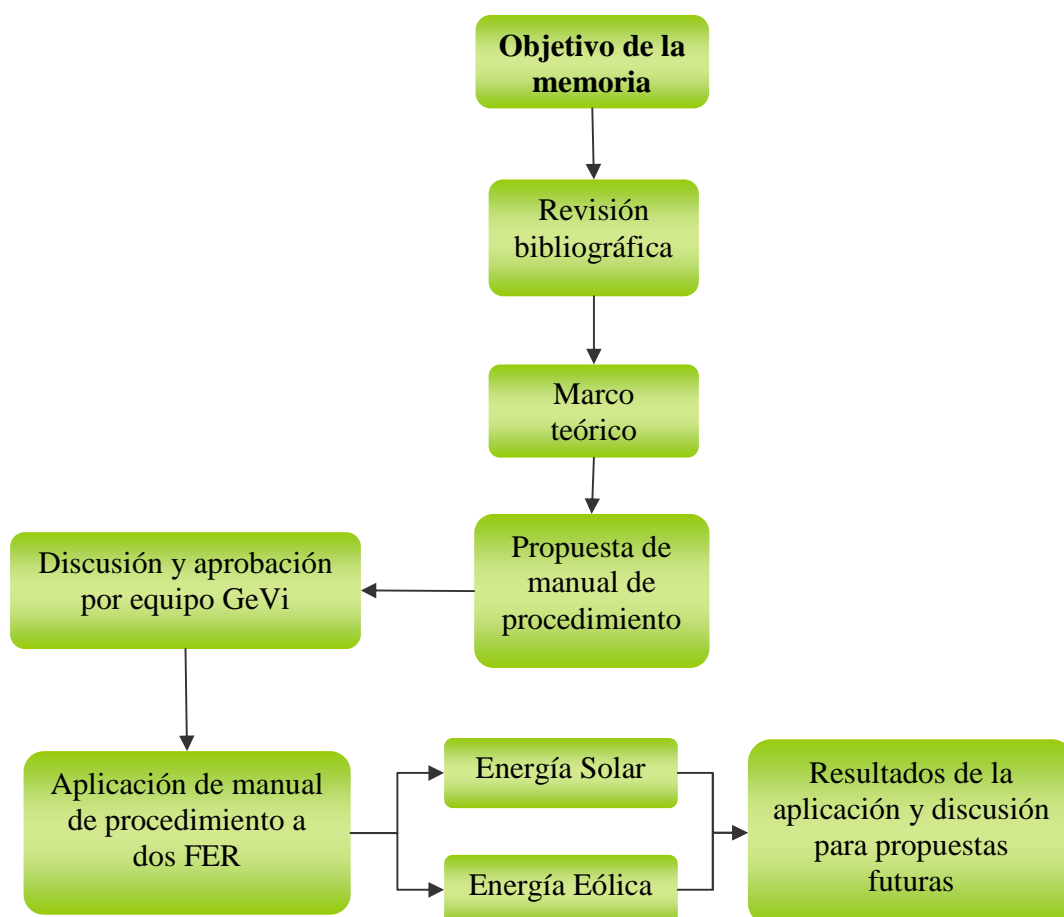 Objetivo de la
memoria
Revisión
bibliográfica
Marco
teórico
Propuesta de
manual de
procedimiento
Discusión y aprobación
por equipo GeVi
Aplicación de manual
de procedimiento a
dos FER
Energía Solar
Energía Eólica
Resultados de la
aplicación y discusión
para propuestas
futuras